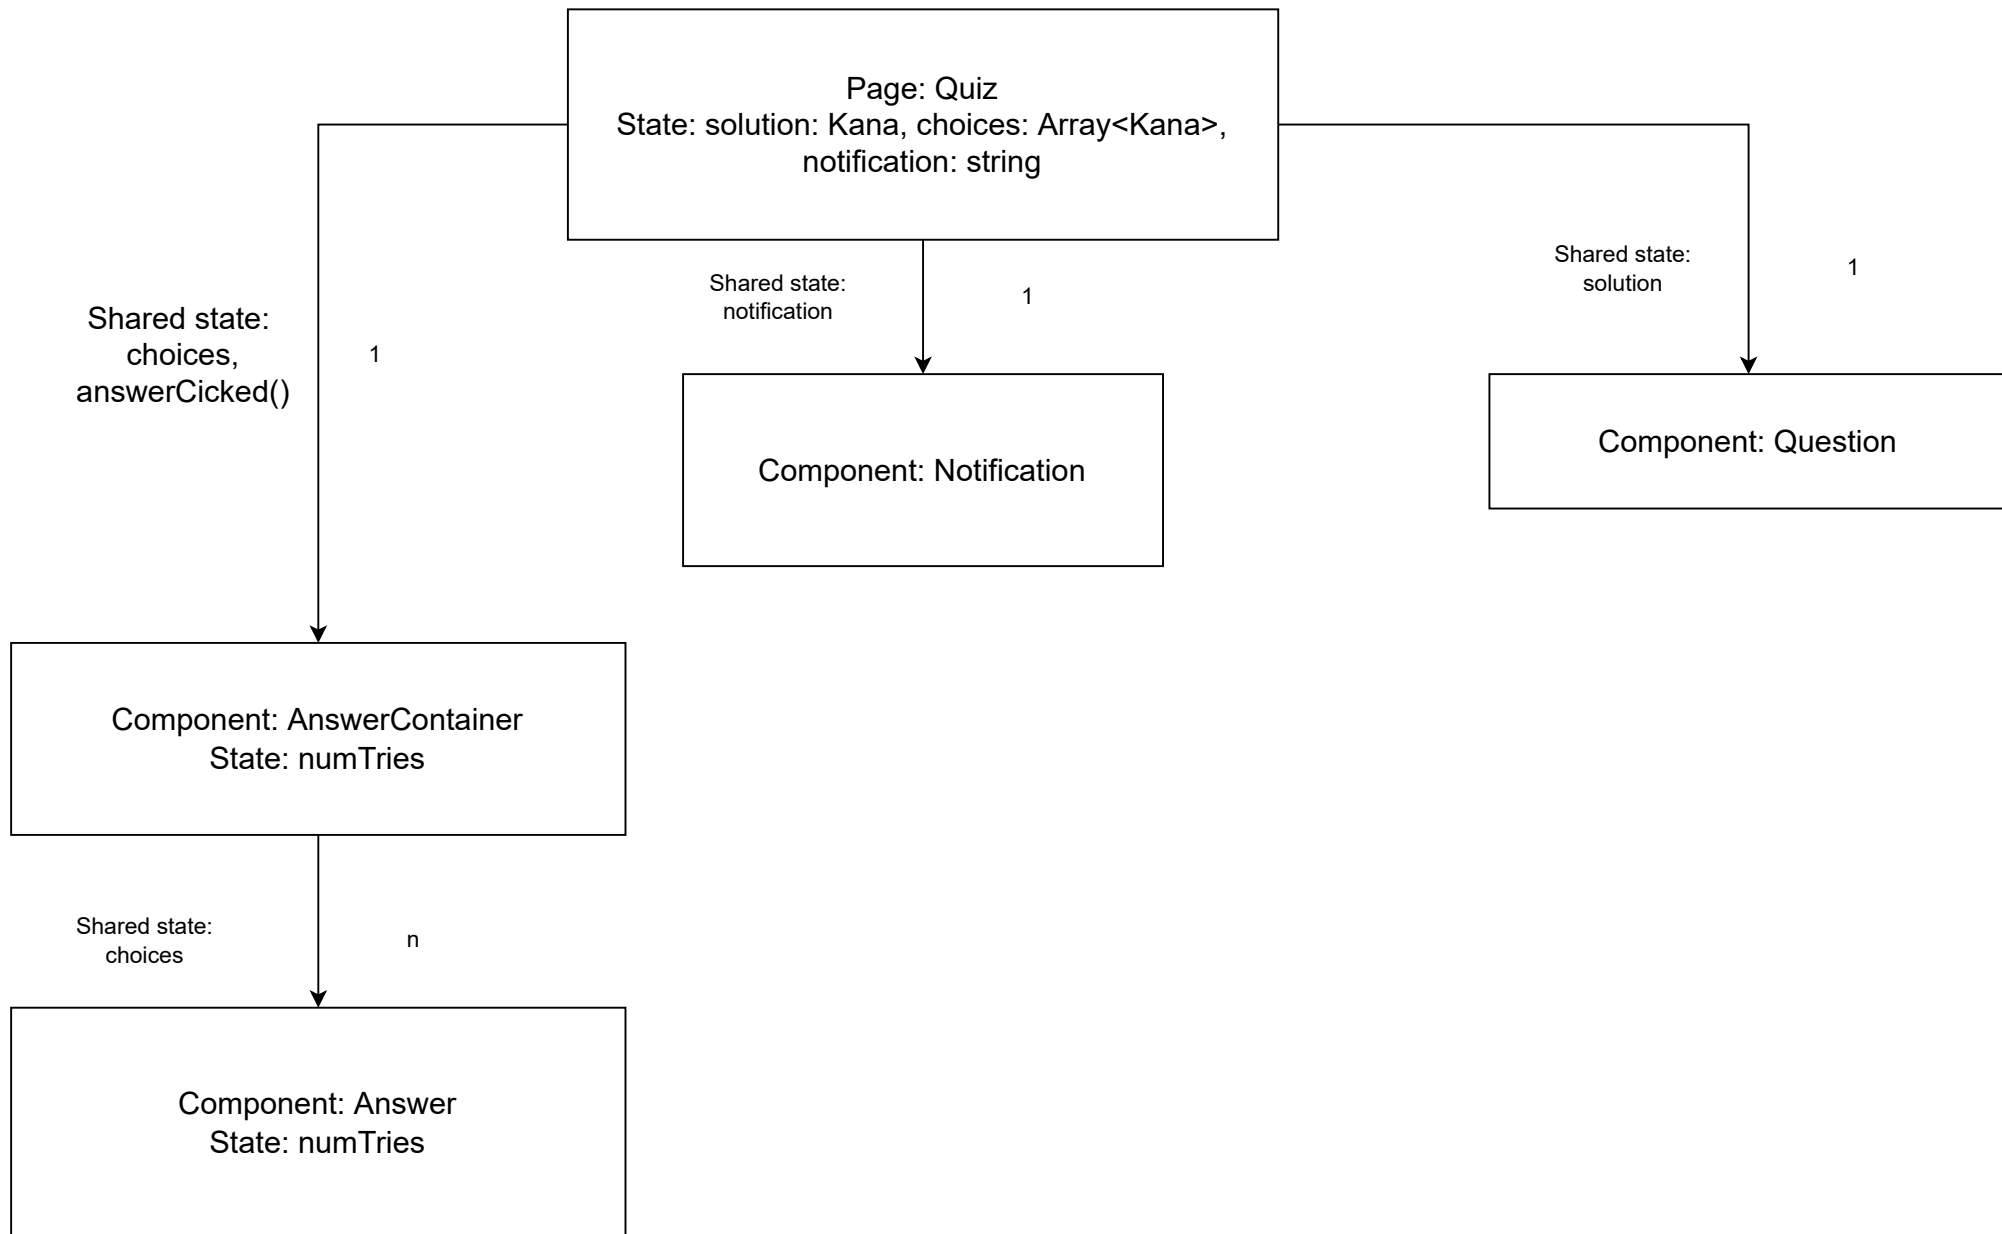 Page: Quiz
State: solution: Kana, choices: Array<Kana>,
notification: string
Shared state:
choices,
answerCicked()
1
Shared state:
notification
1
Shared state:
solution
1
Component: Notification
Component: Question
Component: AnswerContainer
State: numTries
Shared state:
choices
n
Component: Answer
State: numTries